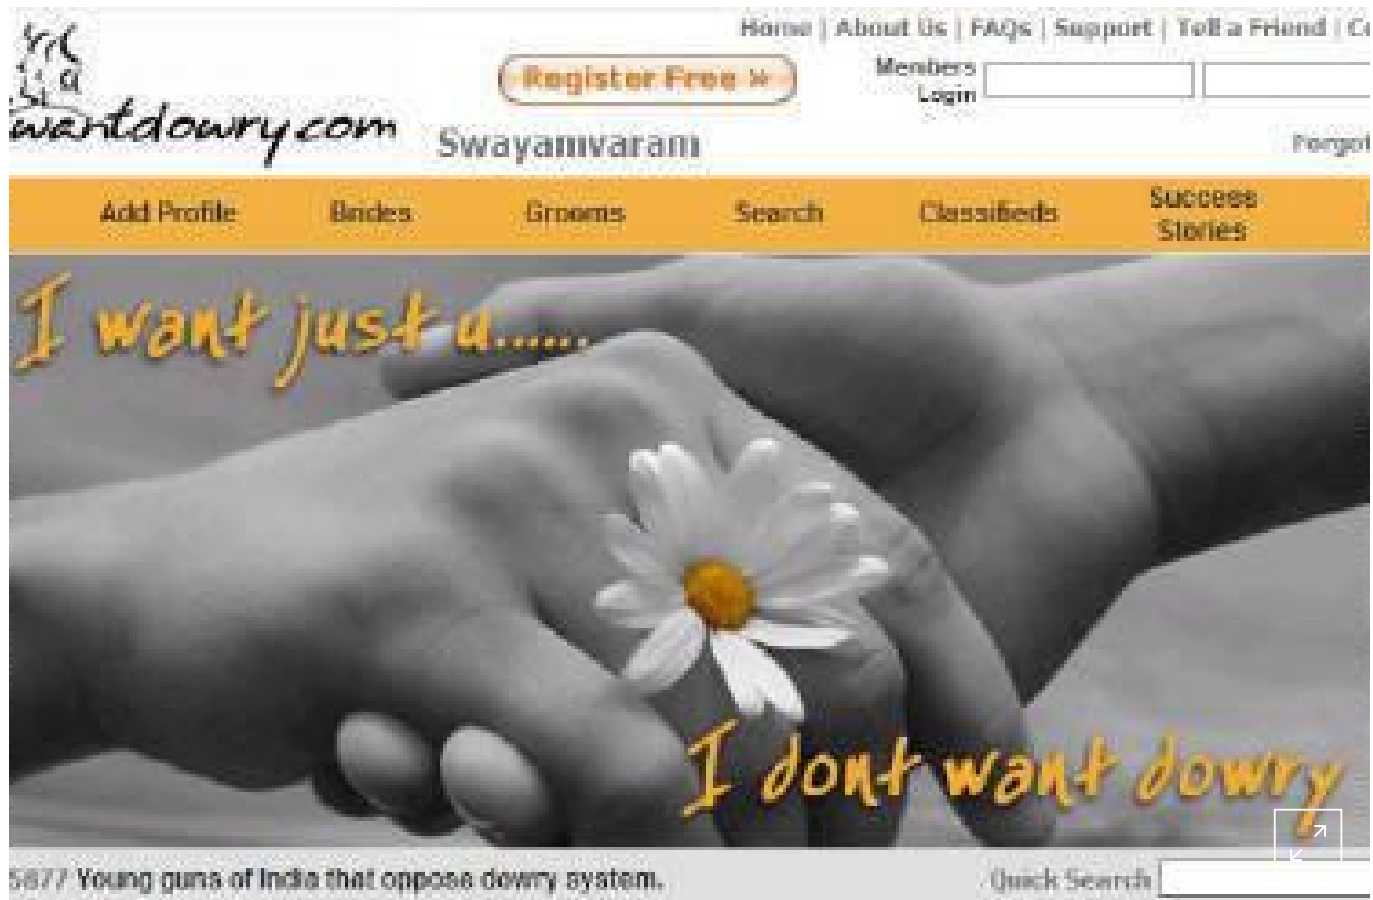 Home | About Us | FAQs | Support | Tell a Friend |
Register Free »
Members
Login
wantdowry.com
Swayamvaram
Add Profile
Brides
Grooms
Search
Classifieds
Success
Stories
I want just a......
I dont want dowry
5877 Young guns of India that oppose dowry system.
Quick Search